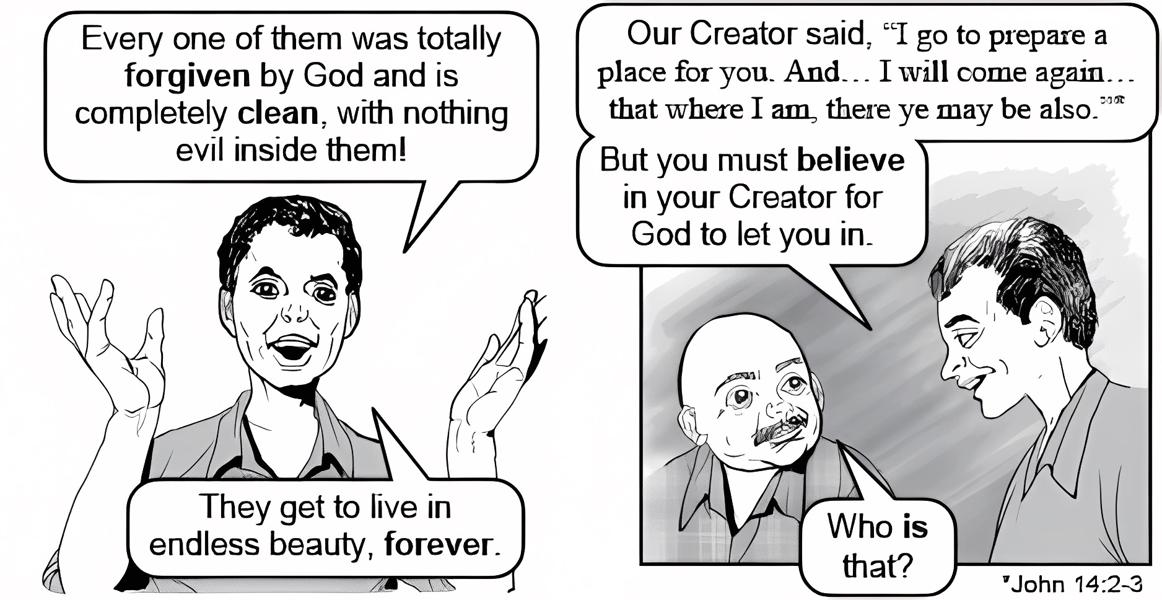 Every one of them was totally
forgiven by God and is
completely clean, with nothing
evil inside them!
They get to live in
endless beauty, forever.
Our Creator said, “I go to prepare a
place for you. And... I will come again...
that where I am, there ye may be also.”
But you must believe
in your Creator for
God to let you in.
Who is
that?
*John 14:2-3